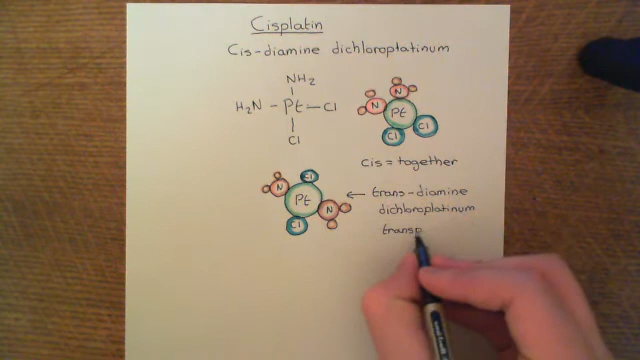 Cisplatin
Cis-diamine dichloroplatinum
NH₂
H₂N - Pt - Cl
Cl
N
N
Pt
Cl
Cl
cis = together
N
Cl
Pt
N
Cl
← trans-diamine
dichloroplatinum
transp